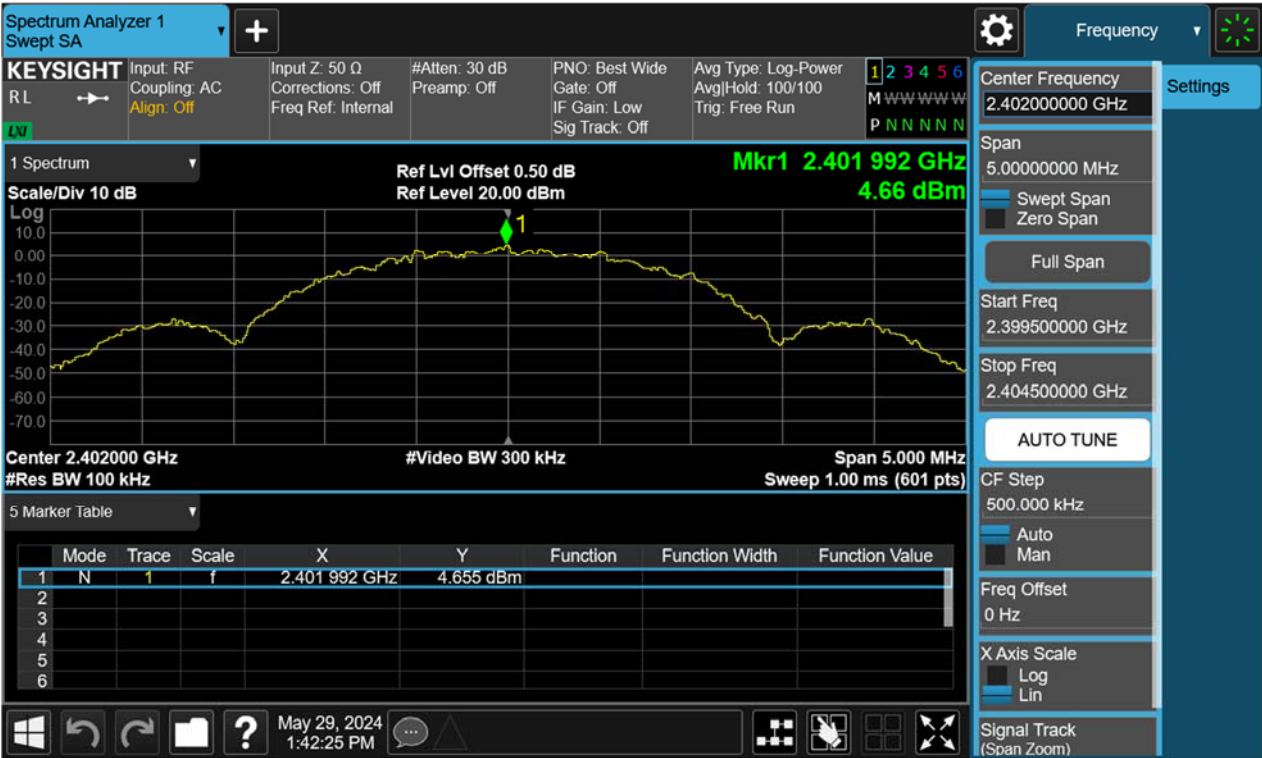 Spectrum Analyzer 1
Swept SA
+
Frequency
KEYSIGHT
R L
LXI
Input: RF
Coupling: AC
Align: Off
Input Z: 50 Ω
Corrections: Off
Freq Ref: Internal
#Atten: 30 dB
Preamp: Off
PNO: Best Wide
Gate: Off
IF Gain: Low
Sig Track: Off
Avg Type: Log-Power
Avg|Hold: 100/100
Trig: Free Run
1 2 3 4 5 6
M W W W W W
P N N N N N
1 Spectrum
Scale/Div 10 dB
Ref Lvl Offset 0.50 dB
Ref Level 20.00 dBm
Mkr1 2.401 992 GHz
4.66 dBm
Log
1
10.0
0.00
-10.0
-20.0
-30.0
-40.0
-50.0
-60.0
-70.0
Center 2.402000 GHz
#Video BW 300 kHz
Span 5.000 MHz
#Res BW 100 kHz
Sweep 1.00 ms (601 pts)
5 Marker Table
Mode Trace Scale X Y Function Function Width Function Value
1 N 1 f 2.401 992 GHz 4.655 dBm
2
3
4
5
6
May 29, 2024
1:42:25 PM
?
Center Frequency
2.402000000 GHz
Settings
Span
5.00000000 MHz
Swept Span
Zero Span
Full Span
Start Freq
2.399500000 GHz
Stop Freq
2.404500000 GHz
AUTO TUNE
CF Step
500.000 kHz
Auto
Man
Freq Offset
0 Hz
X Axis Scale
Log
Lin
Signal Track
(Span Zoom)